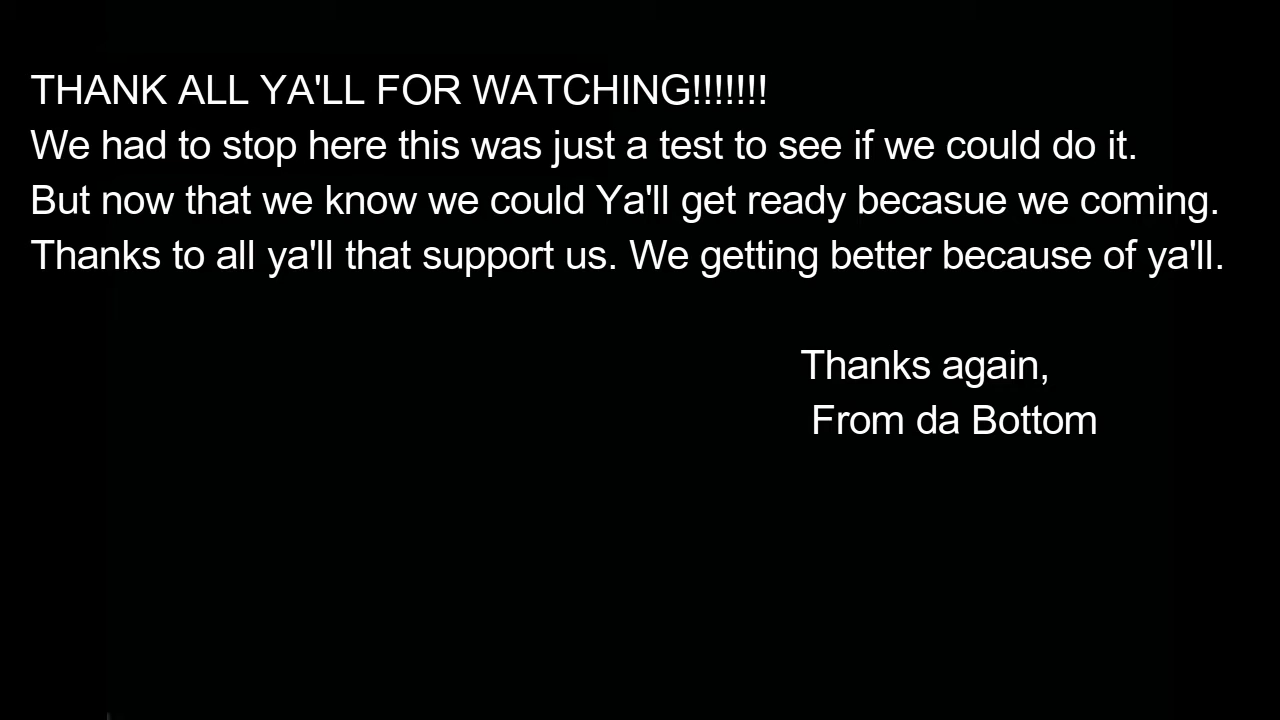 THANK ALL YA'LL FOR WATCHING!!!!!!!
We had to stop here this was just a test to see if we could do it.
But now that we know we could Ya'll get ready becasue we coming.
Thanks to all ya'll that support us. We getting better because of ya'll.
Thanks again,
From da Bottom